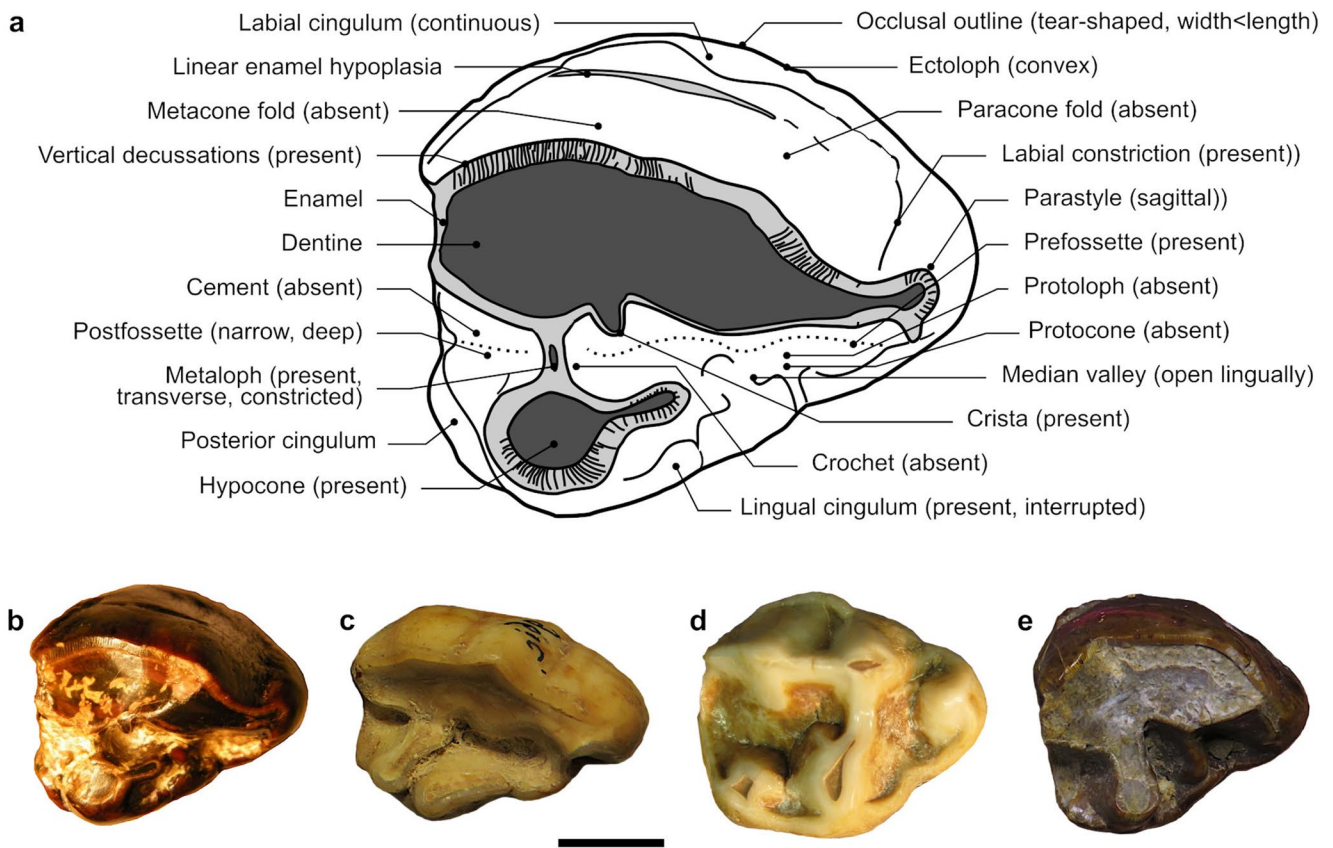 a
Labial cingulum (continuous)
Linear enamel hypoplasia
Metacone fold (absent)
Vertical decussations (present)
Enamel
Dentine
Cement (absent)
Postfossette (narrow, deep)
Metaloph (present,
transverse, constricted)
Posterior cingulum
Hypocone (present)
Occlusal outline (tear-shaped, width<length)
Ectoloph (convex)
Paracone fold (absent)
Labial constriction (present))
Parastyle (sagittal))
Prefossette (present)
Protoloph (absent)
Protocone (absent)
Median valley (open lingually)
Crista (present)
Crochet (absent)
Lingual cingulum (present, interrupted)
b
c
d
e